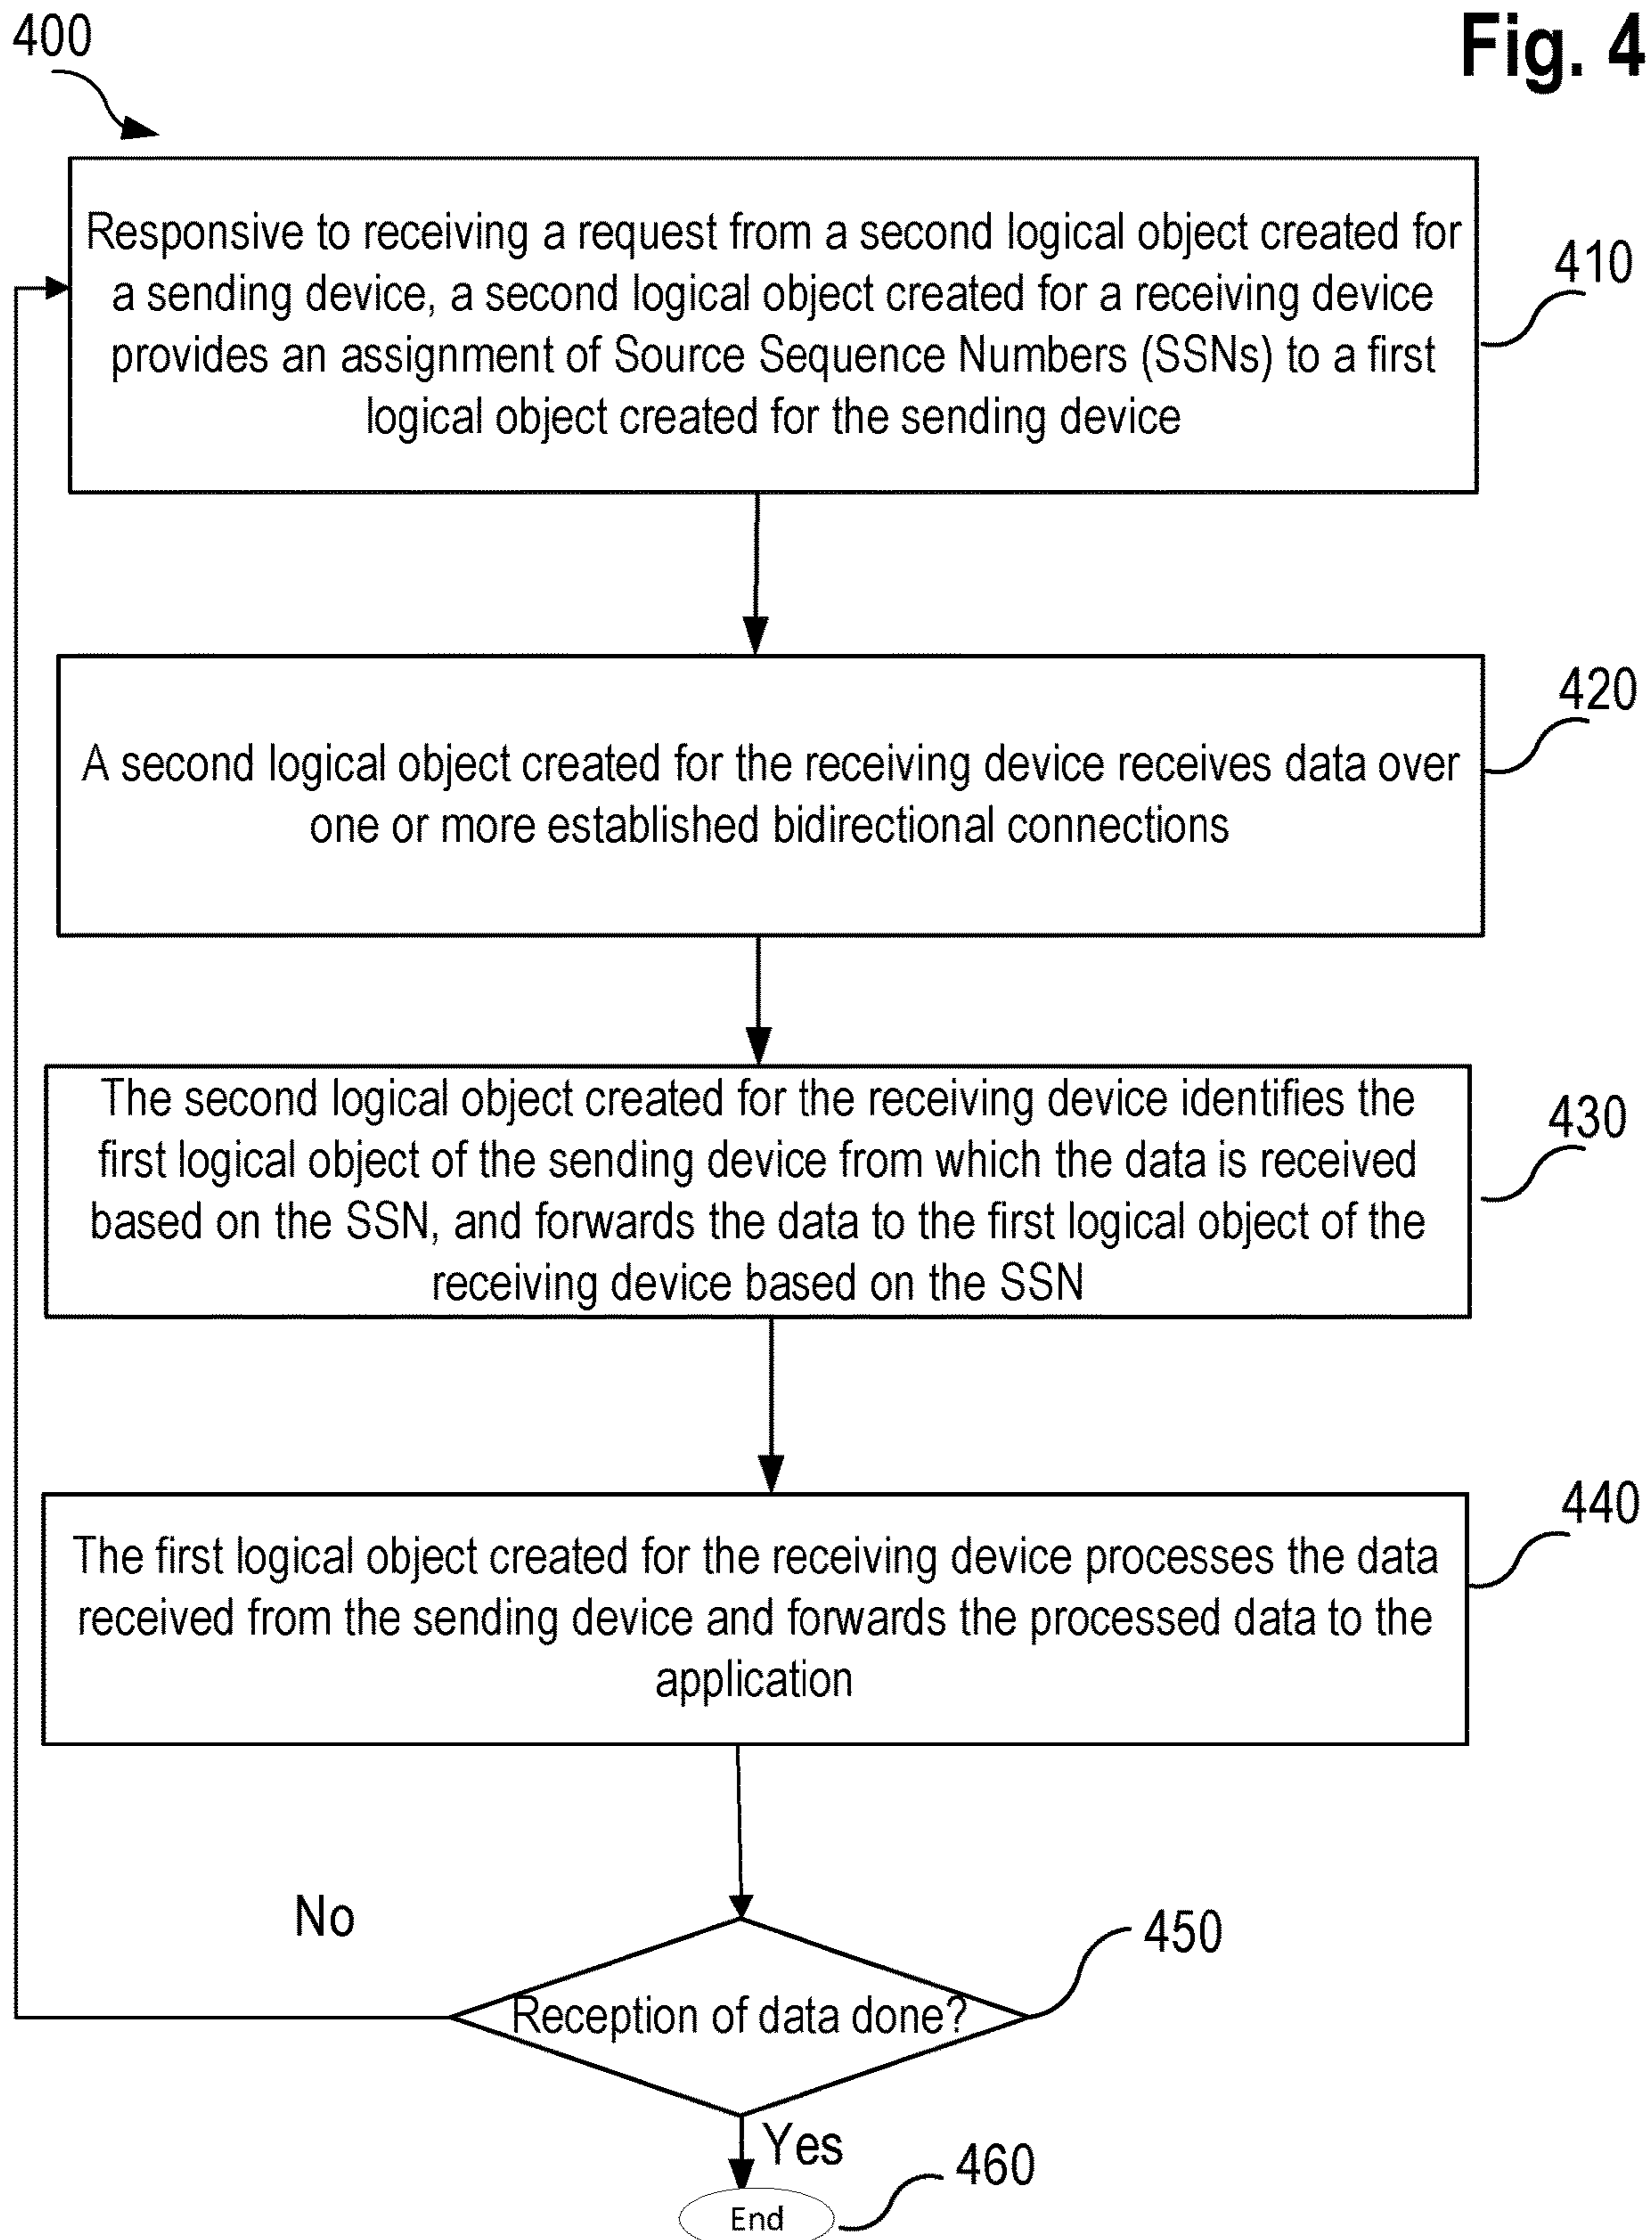 400
Fig. 4
Responsive to receiving a request from a second logical object created for
a sending device, a second logical object created for a receiving device
provides an assignment of Source Sequence Numbers (SSNs) to a first
logical object created for the sending device
410
A second logical object created for the receiving device receives data over
one or more established bidirectional connections
420
The second logical object created for the receiving device identifies the
first logical object of the sending device from which the data is received
based on the SSN, and forwards the data to the first logical object of the
receiving device based on the SSN
430
The first logical object created for the receiving device processes the data
received from the sending device and forwards the processed data to the
application
440
No
450
Reception of data done?
Yes
460
End